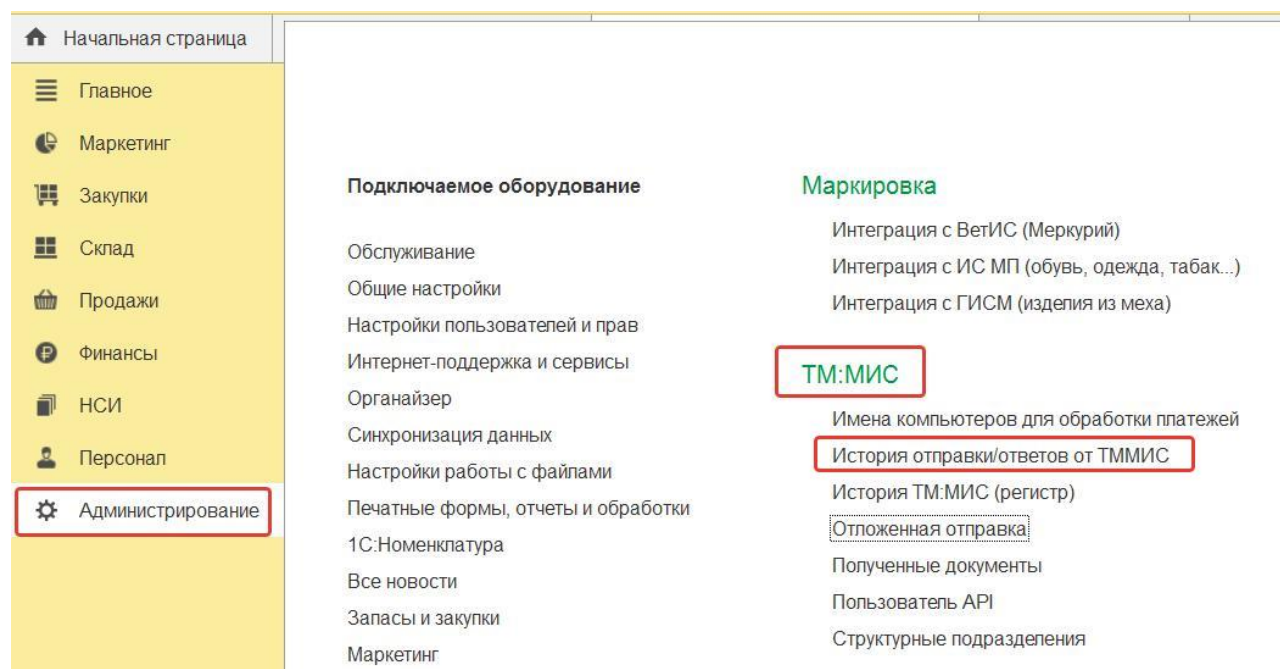 Начальная страница
Главное
Маркетинг
Закупки
Склад
Продажи
Финансы
НСИ
Персонал
Администрирование
Подключаемое оборудование
Обслуживание
Общие настройки
Настройки пользователей и прав
Интернет-поддержка и сервисы
Органайзер
Синхронизация данных
Настройки работы с файлами
Печатные формы, отчеты и обработки
1С:Номенклатура
Все новости
Запасы и закупки
Маркетинг
Маркировка
Интеграция с ВетИС (Меркурий)
Интеграция с ИС МП (обувь, одежда, табак...)
Интеграция с ГИСМ (изделия из меха)
ТМ:МИС
Имена компьютеров для обработки платежей
История отправки/ответов от ТММИС
История ТМ:МИС (регистр)
Отложенная отправка
Полученные документы
Пользователь API
Структурные подразделения